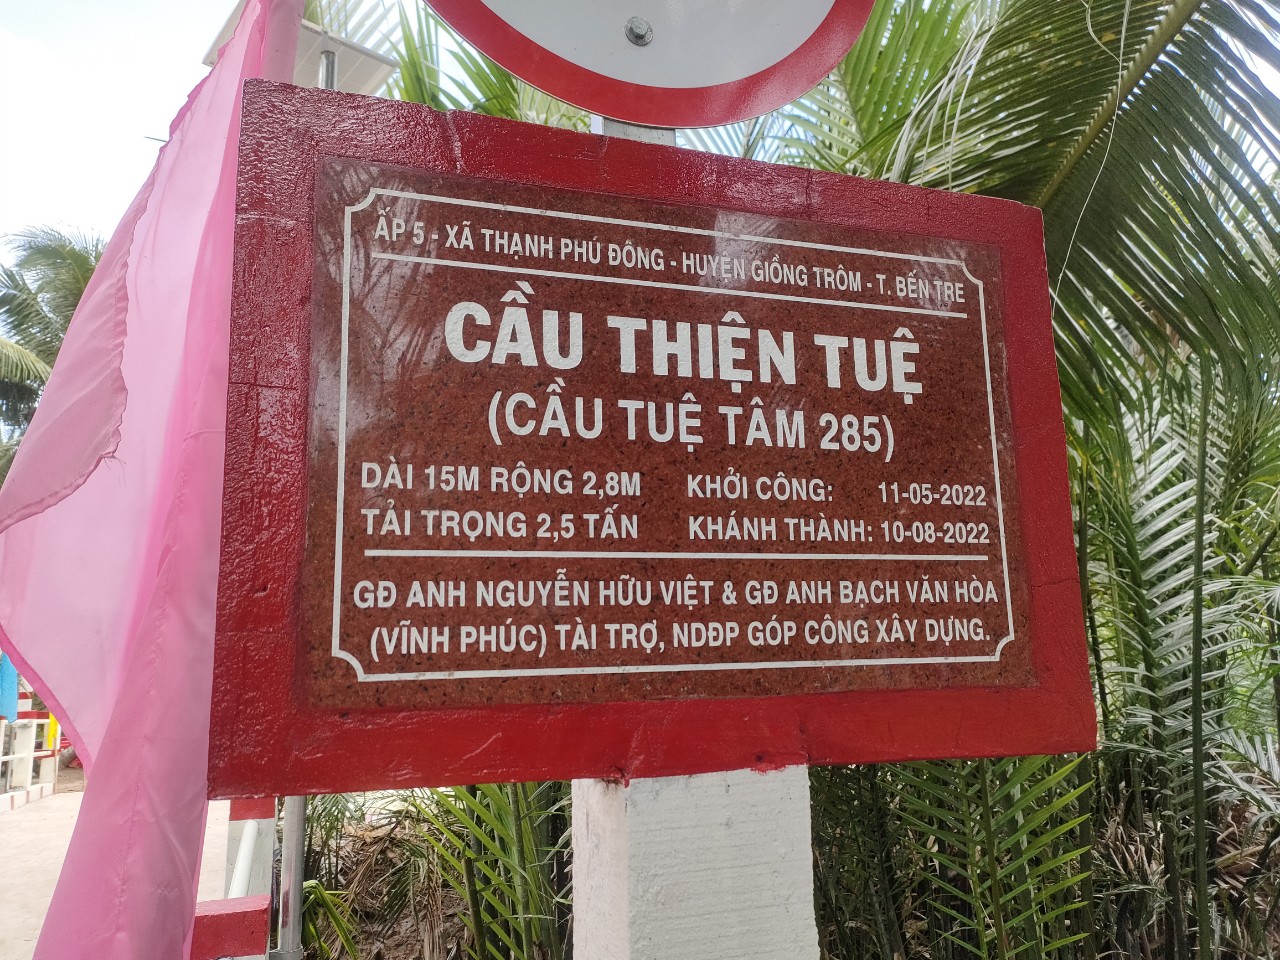 ẤP 5 - XÃ THẠNH PHÚ ĐÔNG - HUYỆN GIỒNG TRÔM - T. BẾN TRE
CẦU THIỆN TUỆ
(CẦU TUỆ TÂM 285)
DÀI 15M RỘNG 2,8M KHỞI CÔNG: 11-05-2022
TẢI TRỌNG 2,5 TẤN KHÁNH THÀNH: 10-08-2022
GĐ ANH NGUYỄN HỮU VIỆT & GĐ ANH BẠCH VĂN HÒA
(VĨNH PHÚC) TÀI TRỢ, NDĐP GÓP CÔNG XÂY DỰNG.